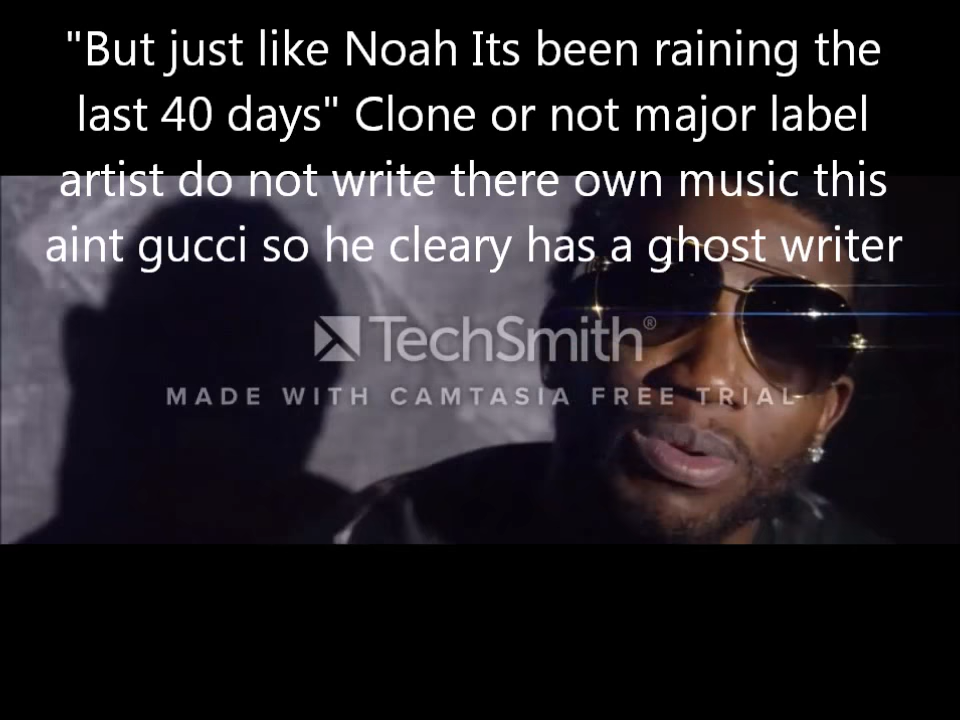 "But just like Noah Its been raining the
last 40 days" Clone or not major label
artist do not write there own music this
aint gucci so he cleary has a ghost writer
TechSmith®
MADE WITH CAMTASIA FREE TRIAL